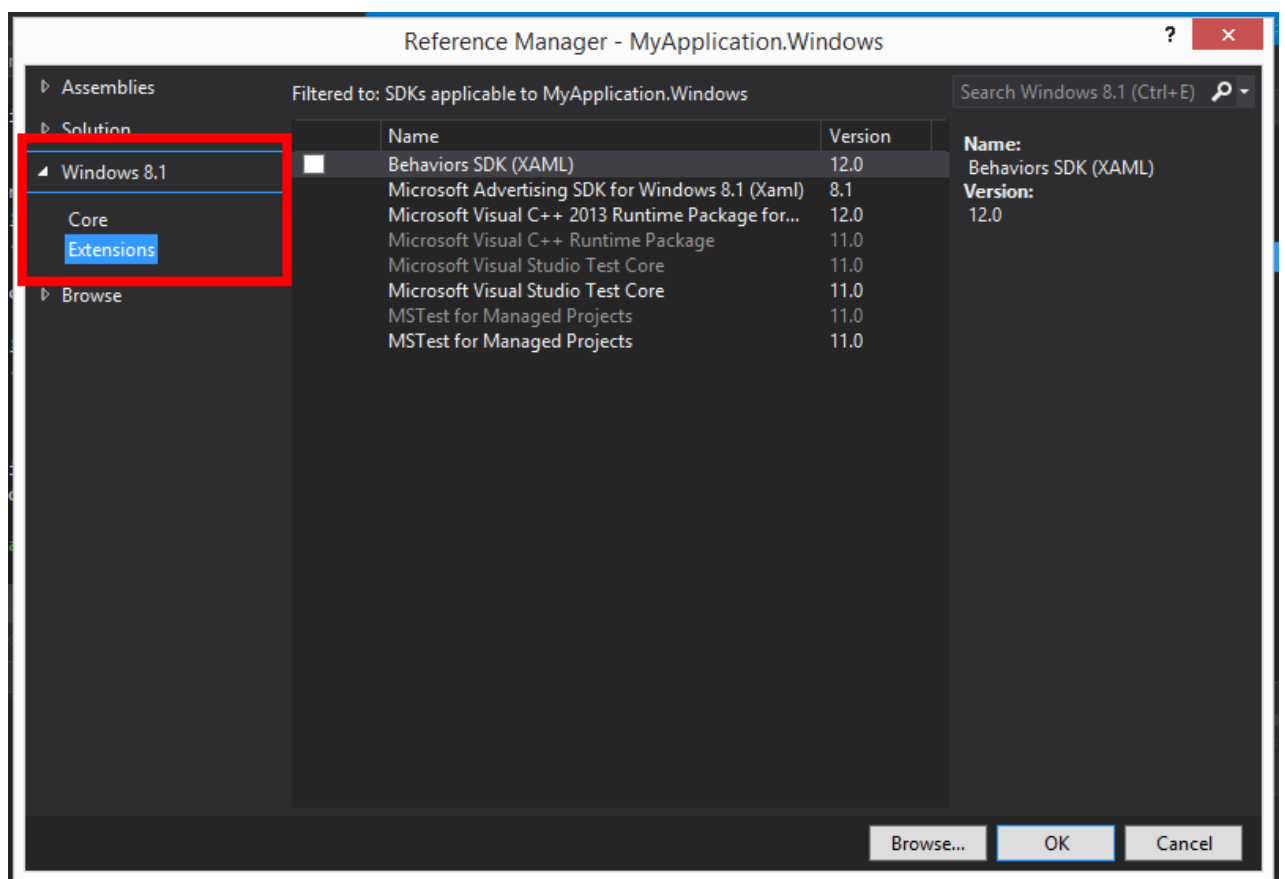 Reference Manager - MyApplication.Windows
?
Assemblies
Solution
Windows 8.1
Core
Extensions
Browse
Filtered to: SDKs applicable to MyApplication.Windows
Search Windows 8.1 (Ctrl+E)
Name Version
Behaviors SDK (XAML) 12.0
Microsoft Advertising SDK for Windows 8.1 (Xaml) 8.1
Microsoft Visual C++ 2013 Runtime Package for... 12.0
Microsoft Visual C++ Runtime Package 11.0
Microsoft Visual Studio Test Core 11.0
Microsoft Visual Studio Test Core 11.0
MSTest for Managed Projects 11.0
MSTest for Managed Projects 11.0
Name:
Behaviors SDK (XAML)
Version:
12.0
Browse... OK Cancel